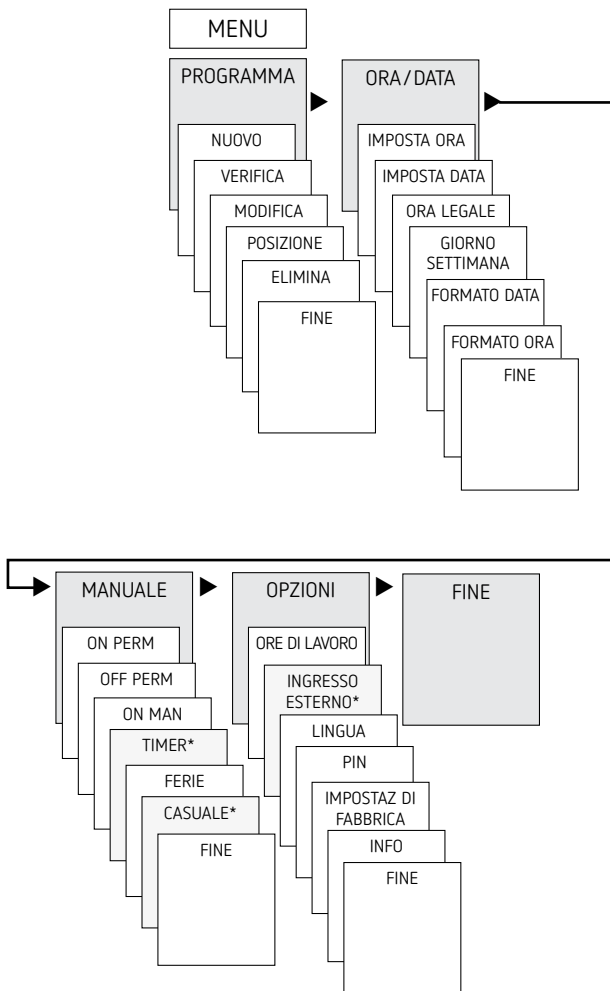 MENU
PROGRAMMA
NUOVO
VERIFICA
MODIFICA
POSIZIONE
ELIMINA
FINE
ORA/DATA
IMPOSTA ORA
IMPOSTA DATA
ORA LEGALE
GIORNO
SETTIMANA
FORMATO DATA
FORMATO ORA
FINE
MANUALE
ON PERM
OFF PERM
ON MAN
TIMER*
FERIE
CASUALE*
FINE
OPZIONI
ORE DI LAVORO
INGRESSO
ESTERNO*
LINGUA
PIN
IMPOSTAZ DI
FABBRICA
INFO
FINE
FINE